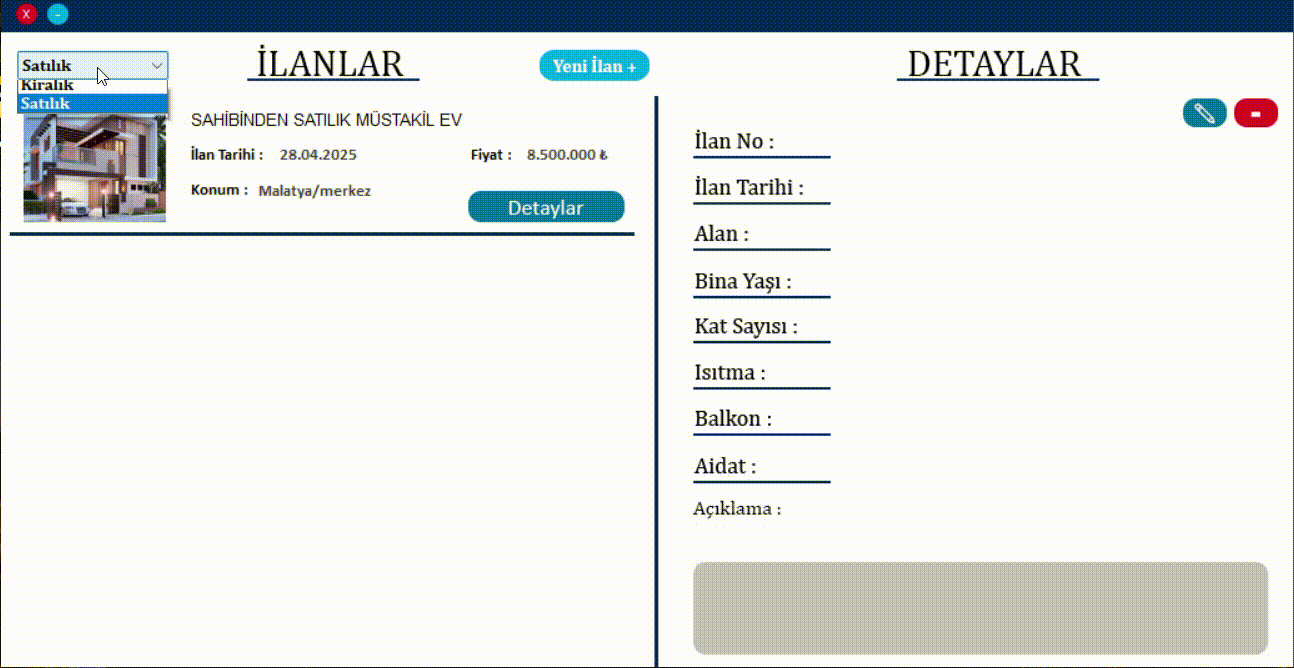 X -
Satılık
Kiralık
Satılık
İLANLAR
Yeni İlan +
SAHİBİNDEN SATILIK MÜSTAKİL EV
İlan Tarihi : 28.04.2025 Fiyat : 8.500.000 ₺
Konum : Malatya/merkez
Detaylar
DETAYLAR
-
İlan No :
İlan Tarihi :
Alan :
Bina Yaşı :
Kat Sayısı :
Isıtma :
Balkon :
Aidat :
Açıklama :